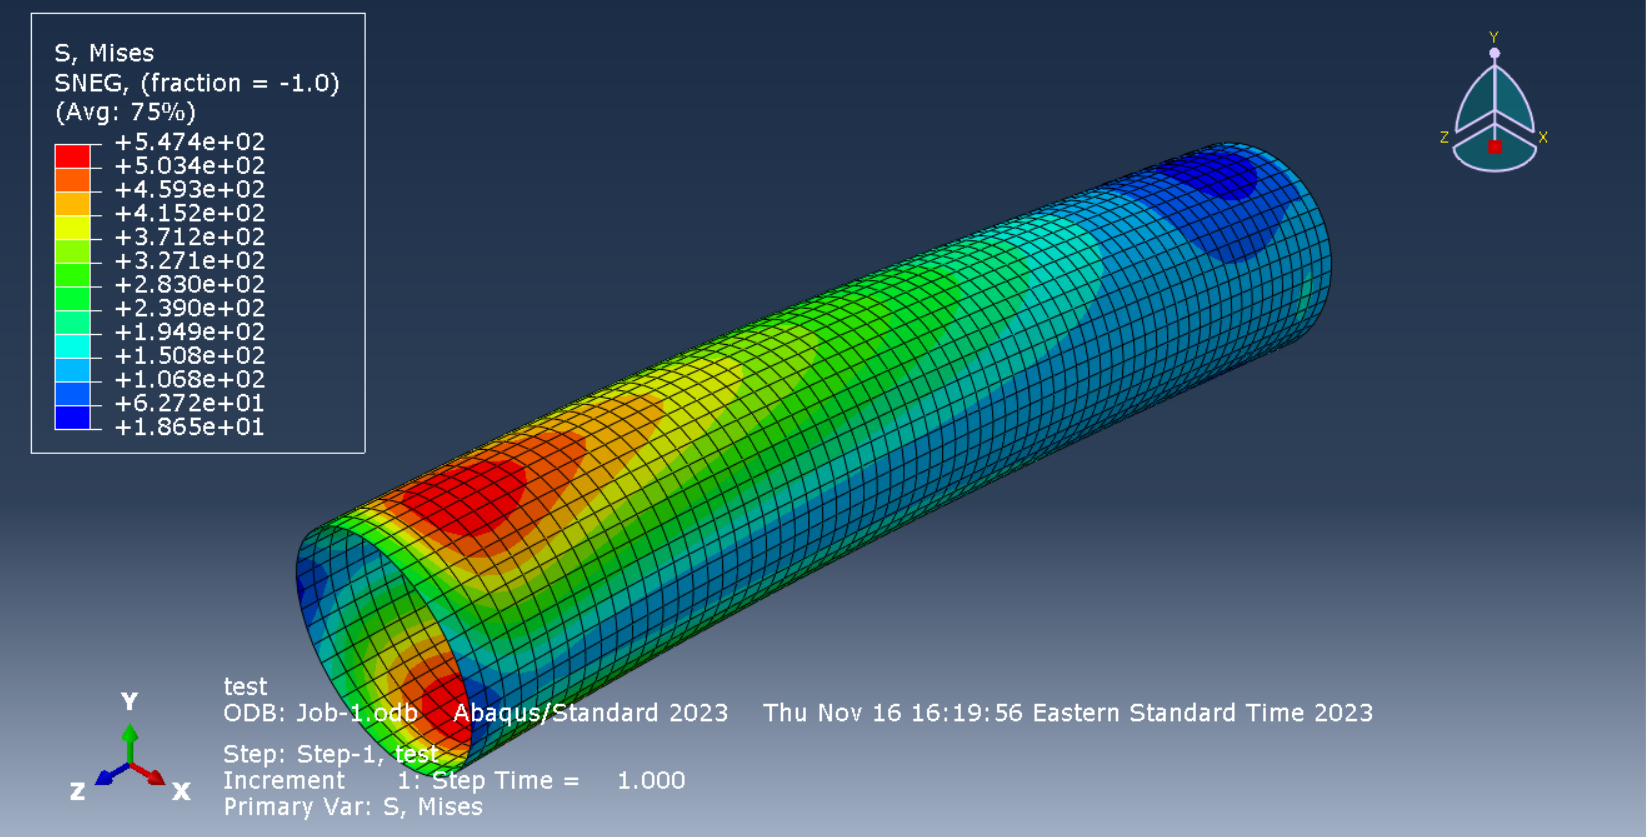 S, Mises
SNEG, (fraction = -1.0)
(Avg: 75%)
+5.474e+02
+5.034e+02
+4.593e+02
+4.152e+02
+3.712e+02
+3.271e+02
+2.830e+02
+2.390e+02
+1.949e+02
+1.508e+02
+1.068e+02
+6.272e+01
+1.865e+01
Y
Z X
Y
Z X
test
ODB: Job-1.odb Abaqus/Standard 2023 Thu Nov 16 16:19:56 Eastern Standard Time 2023
Step: Step-1, test
Increment 1: Step Time = 1.000
Primary Var: S, Mises